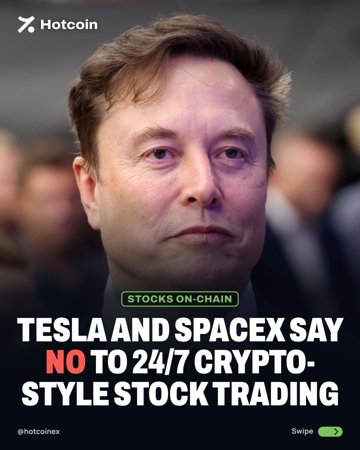 Hotcoin
STOCKS ON-CHAIN
TESLA AND SPACEX SAY
NO TO 24/7 CRYPTO-
STYLE STOCK TRADING
@hotcoinex
Swipe